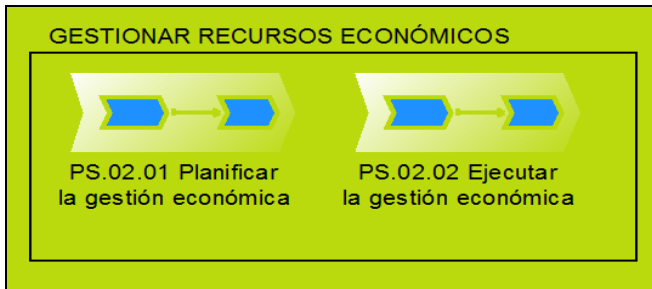 GESTIONAR RECURSOS ECONÓMICOS
PS.02.01 Planificar
la gestión económica
PS.02.02 Ejecutar
la gestión económica